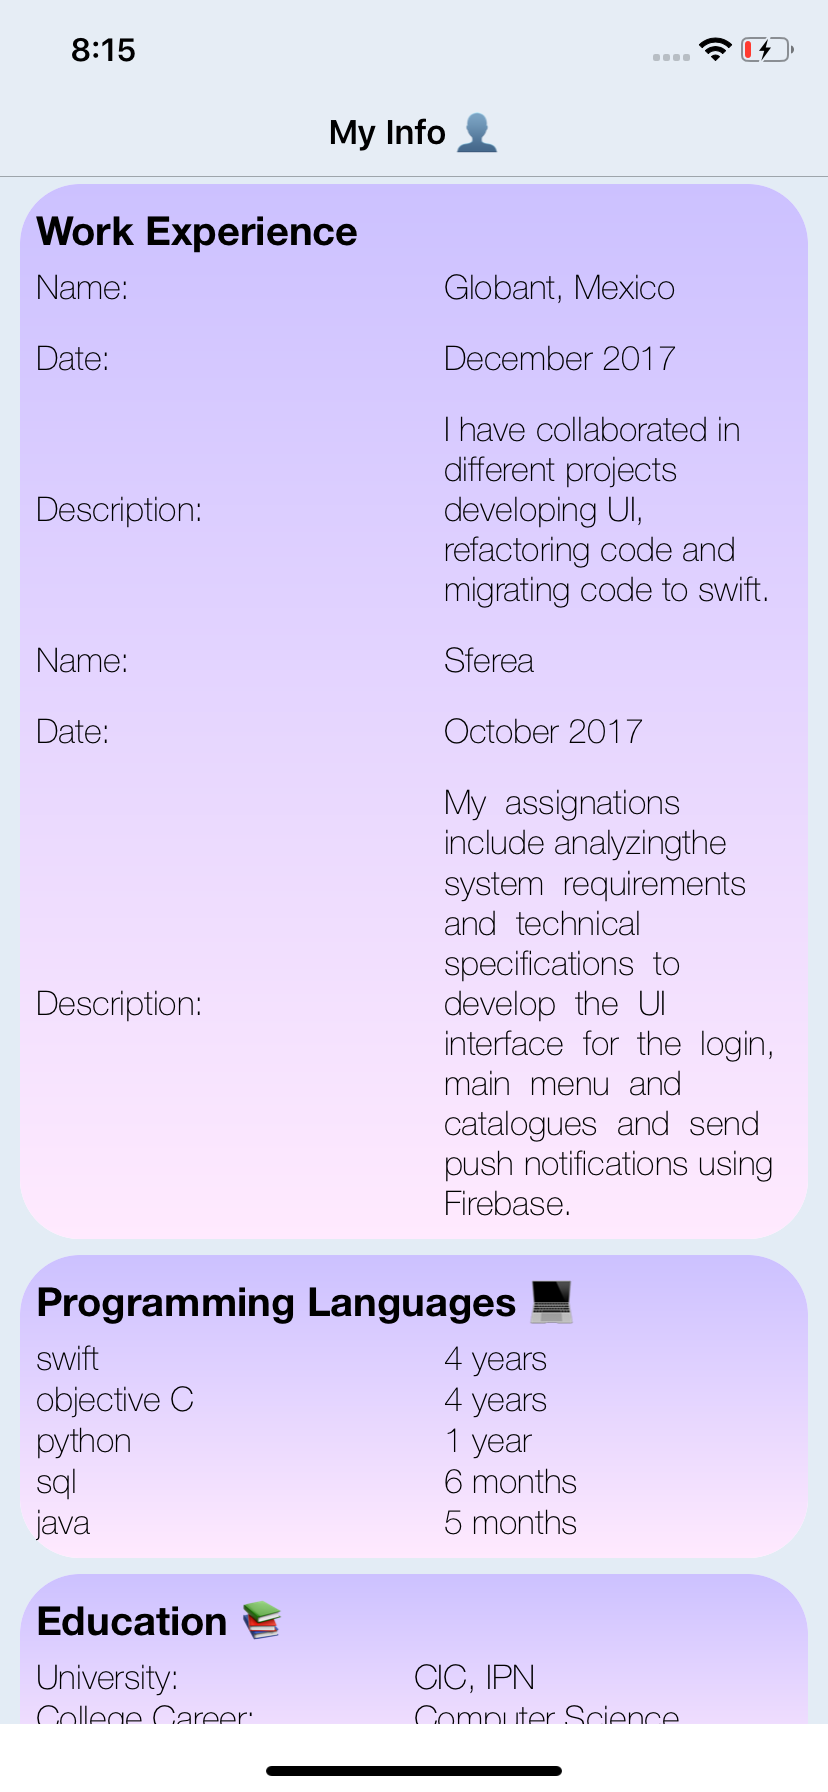 8:15
My Info
Work Experience
Name: Globant, Mexico
Date: December 2017
Description: I have collaborated in
different projects
developing UI,
refactoring code and
migrating code to swift.
Name: Sferea
Date: October 2017
Description: My assignations
include analyzingthe
system requirements
and technical
specifications to
develop the UI
interface for the login,
main menu and
catalogues and send
push notifications using
Firebase.
Programming Languages
swift 4 years
objective C 4 years
python 1 year
sql 6 months
java 5 months
Education
University: CIC, IPN
College Career: Computer Science